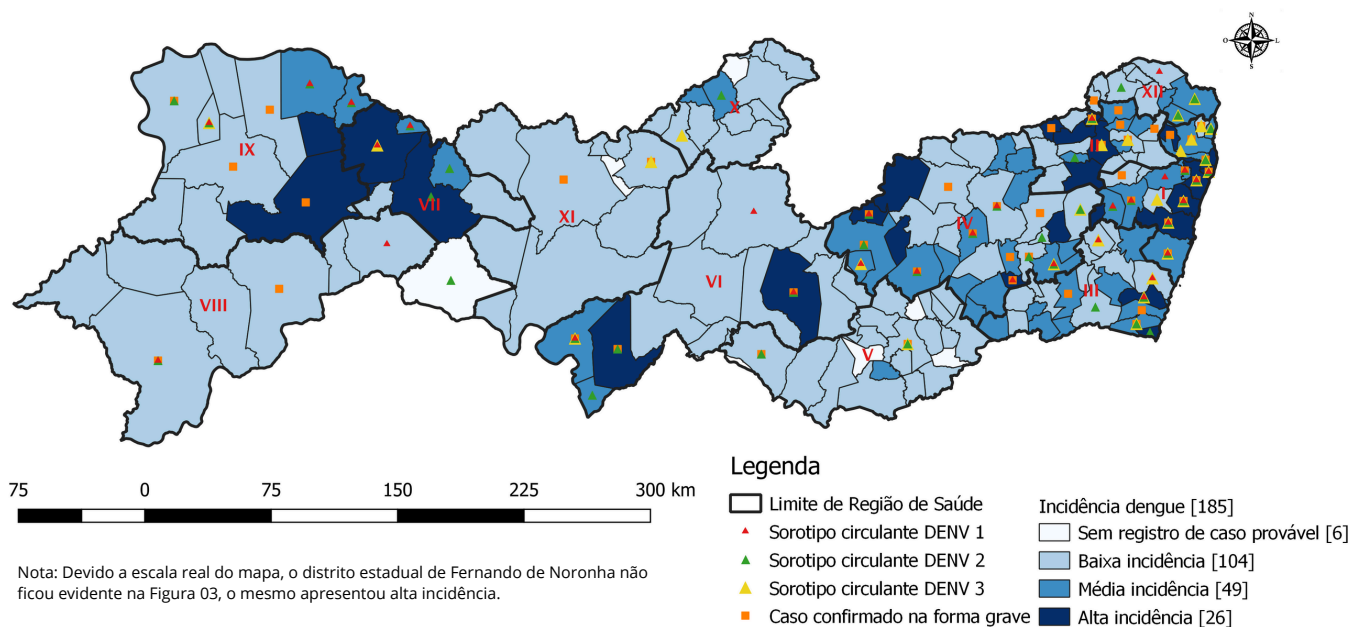 N
O L
S
XII
X
IX
II
I
VII
XI
IV
VI
VIII
III
V
75 0 75 150 225 300 km
Nota: Devido a escala real do mapa, o distrito estadual de Fernando de Noronha não
ficou evidente na Figura 03, o mesmo apresentou alta incidência.
Legenda
Limite de Região de Saúde
Sorotipo circulante DENV 1
Sorotipo circulante DENV 2
Sorotipo circulante DENV 3
Caso confirmado na forma grave
Incidência dengue [185]
Sem registro de caso provável [6]
Baixa incidência [104]
Média incidência [49]
Alta incidência [26]